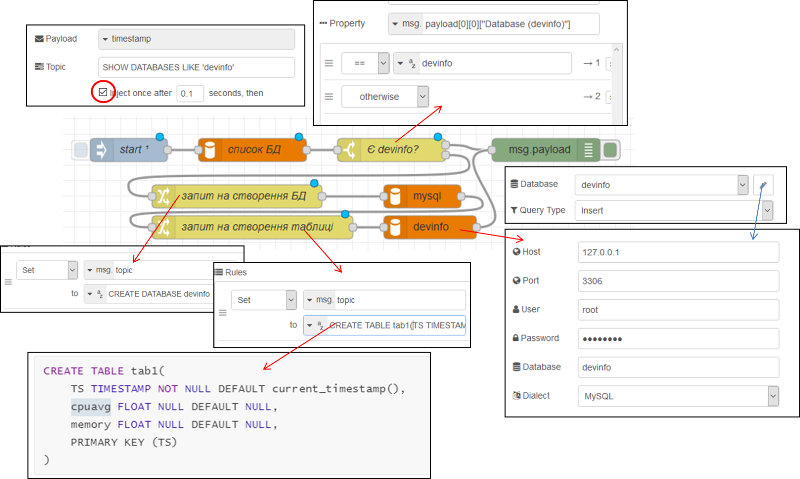 Payload
timestamp
Topic
SHOW DATABASES LIKE 'devinfo'
Inject once after 0.1 seconds, then
Property
msg. payload[0][0]["Database (devinfo)"]
== devinfo → 1
otherwise → 2
start ¹
список БД
Є devinfo?
msg.payload
запит на створення БД
mysql
запит на створення таблиці
devinfo
Database devinfo
Query Type Insert
Set msg. topic
to CREATE DATABASE devinfo
Rules
Set msg. topic
to CREATE TABLE tab1(TS TIMESTAM
Host 127.0.0.1
Port 3306
User root
Password ••••••••
Database devinfo
Dialect MySQL
CREATE TABLE tab1(
TS TIMESTAMP NOT NULL DEFAULT current_timestamp(),
cpuavg FLOAT NULL DEFAULT NULL,
memory FLOAT NULL DEFAULT NULL,
PRIMARY KEY (TS)
)